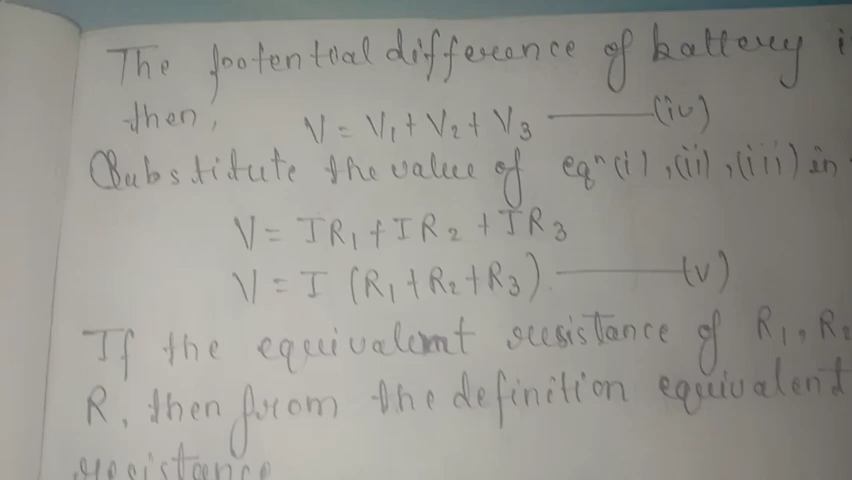 The potential difference of battery i
then,
V = V₁ + V₂ + V₃ ——— (iv)
Substitute the value of eqⁿ (i), (ii), (iii) in
V = IR₁ + IR₂ + IR₃
V = I (R₁ + R₂ + R₃) ——— (v)
If the equivalent resistance of R₁, R₂
R, then from the definition equivalent
resistance